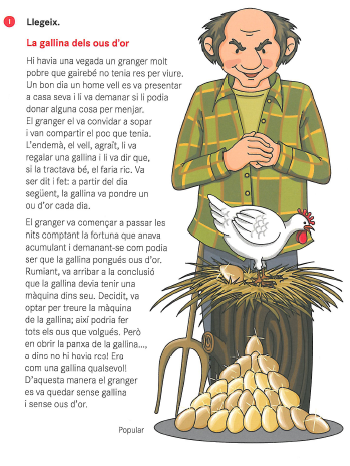 1 Llegeix.
La gallina dels ous d'or
Hi havia una vegada un granger molt
pobre que gairebé no tenia res per viure.
Un bon dia un home vell es va presentar
a casa seva i li va demanar si li podia
donar alguna cosa per menjar.
El granger el va convidar a sopar
i van compartir el poc que tenia.
L'endemà, el vell, agraït, li va
regalar una gallina i li va dir que,
si la tractava bé, el faria ric. Va
ser dit i fet: a partir del dia
següent, la gallina va pondre un
ou d'or cada dia.
El granger va començar a passar les
nits comptant la fortuna que anava
acumulant i demanant-se com podia
ser que la gallina pongués ous d'or.
Rumiant, va arribar a la conclusió
que la gallina devia tenir una
màquina dins seu. Decidit, va
optar per treure la màquina
de la gallina; així podria fer
tots els ous que volgués. Però
en obrir la panxa de la gallina...,
a dins no hi havia res! Era
com una gallina qualsevol!
D'aquesta manera el granger
es va quedar sense gallina
i sense ous d'or.
Popular